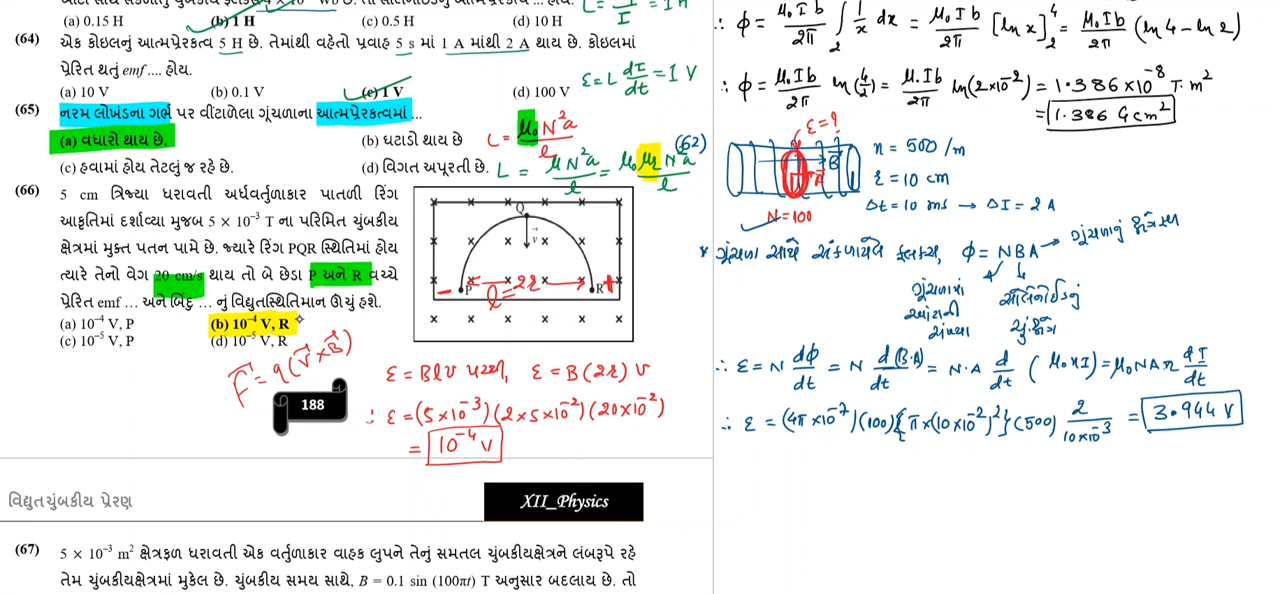 (a) 0.15 H (b) 1 H (c) 0.5 H (d) 10 H
(64) એક કોઇલનું આત્મપ્રેરકત્વ 5 H છે. તેમાંથી વહેતો પ્રવાહ 5 s માં 1 A માંથી 2 A થાય છે. કોઇલમાં
પ્રેરિત થતું emf .... હોય.
(a) 10 V (b) 0.1 V (c) 1 V (d) 100 V
ε = L dI/dt = 1 V
(65) નરમ લોખંડના ગર્ભ પર વીંટાળેલા ગૂંચળાના આત્મપ્રેરકત્વમાં ...
(a) વધારો થાય છે. (b) ઘટાડો થાય છે
(c) હવામાં હોય તેટલું જ રહે છે. (d) વિગત અપૂરતી છે.
L = μ₀N²a/l
L = μN²a/l = μ₀μ₂N²a/l
(66) 5 cm ત્રિજ્યા ધરાવતી અર્ધવર્તુળાકાર પાતળી રિંગ
આકૃતિમાં દર્શાવ્યા મુજબ 5 × 10⁻³ T ના પરિમિત ચુંબકીય
ક્ષેત્રમાં મુક્ત પતન પામે છે. જ્યારે રિંગ PQR સ્થિતિમાં હોય
ત્યારે તેનો વેગ 20 cm/s થાય તો બે છેડા P અને R વચ્ચે
પ્રેરિત emf ... અને બિંદુ ... નું વિદ્યુતસ્થિતિમાન ઊંચું હશે.
(a) 10⁻⁴ V, P (b) 10⁻⁴ V, R
(c) 10⁻⁵ V, P (d) 10⁻⁵ V, R
Q
v
P
l = 2r
R
F = q(V×B)
ε = Blv પરથી, ε = B(2r) v
∴ ε = (5×10⁻³)(2×5×10⁻²)(20×10⁻²)
= 10⁻⁴ V
188
વિદ્યુતચુંબકીય પ્રેરણ
XII_Physics
(67) 5 × 10⁻³ m² ક્ષેત્રફળ ધરાવતી એક વર્તુળાકાર વાહક લુપને તેનું સમતલ ચુંબકીયક્ષેત્રને લંબરૂપે રહે
તેમ ચુંબકીયક્ષેત્રમાં મુકેલ છે. ચુંબકીય સમય સાથે, B = 0.1 sin (100πt) T અનુસાર બદલાય છે. તો
∴ φ = μ₀Ib/2π ∫₂ 1/x dx = μ₀Ib/2π [ln x]₂⁴ = μ₀Ib/2π (ln 4 − ln 2)
∴ φ = μ₀Ib/2π ln(4/2) = μ₀Ib/2π ln(2×10⁻²) = 1.386×10⁻⁸ T.m²
= 1.386 G cm²
(62)
ε = ?
B
A
N = 100
n = 500 /m
r = 10 cm
Δt = 10 ms → ΔI = 2 A
* ગૂંચળા સાથે સંકળાયેલ ફ્લક્સ, φ = NBA → ગૂંચળાનું ક્ષેત્રફળ
ગૂંચળામાં
આંટાની
સંખ્યા
સોલેનોઈડનું
ચું.ક્ષેત્ર
∴ ε = N dφ/dt = N d(B·A)/dt = N·A d/dt (μ₀nI) = μ₀NAn dI/dt
∴ ε = (4π×10⁻⁷)(100){π×(10×10⁻²)²}(500) 2/10×10⁻³ = 3.944 V